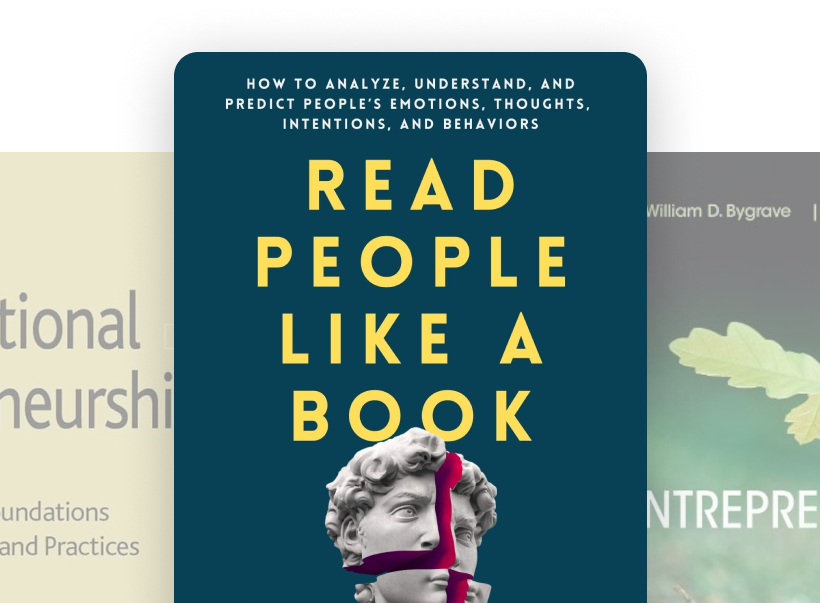 HOW TO ANALYZE, UNDERSTAND, AND
PREDICT PEOPLE'S EMOTIONS, THOUGHTS,
INTENTIONS, AND BEHAVIORS
READ
PEOPLE
LIKE A
BOOK
tional
neurshi
undations
and Practices
William D. Bygrave |
NTREPRE